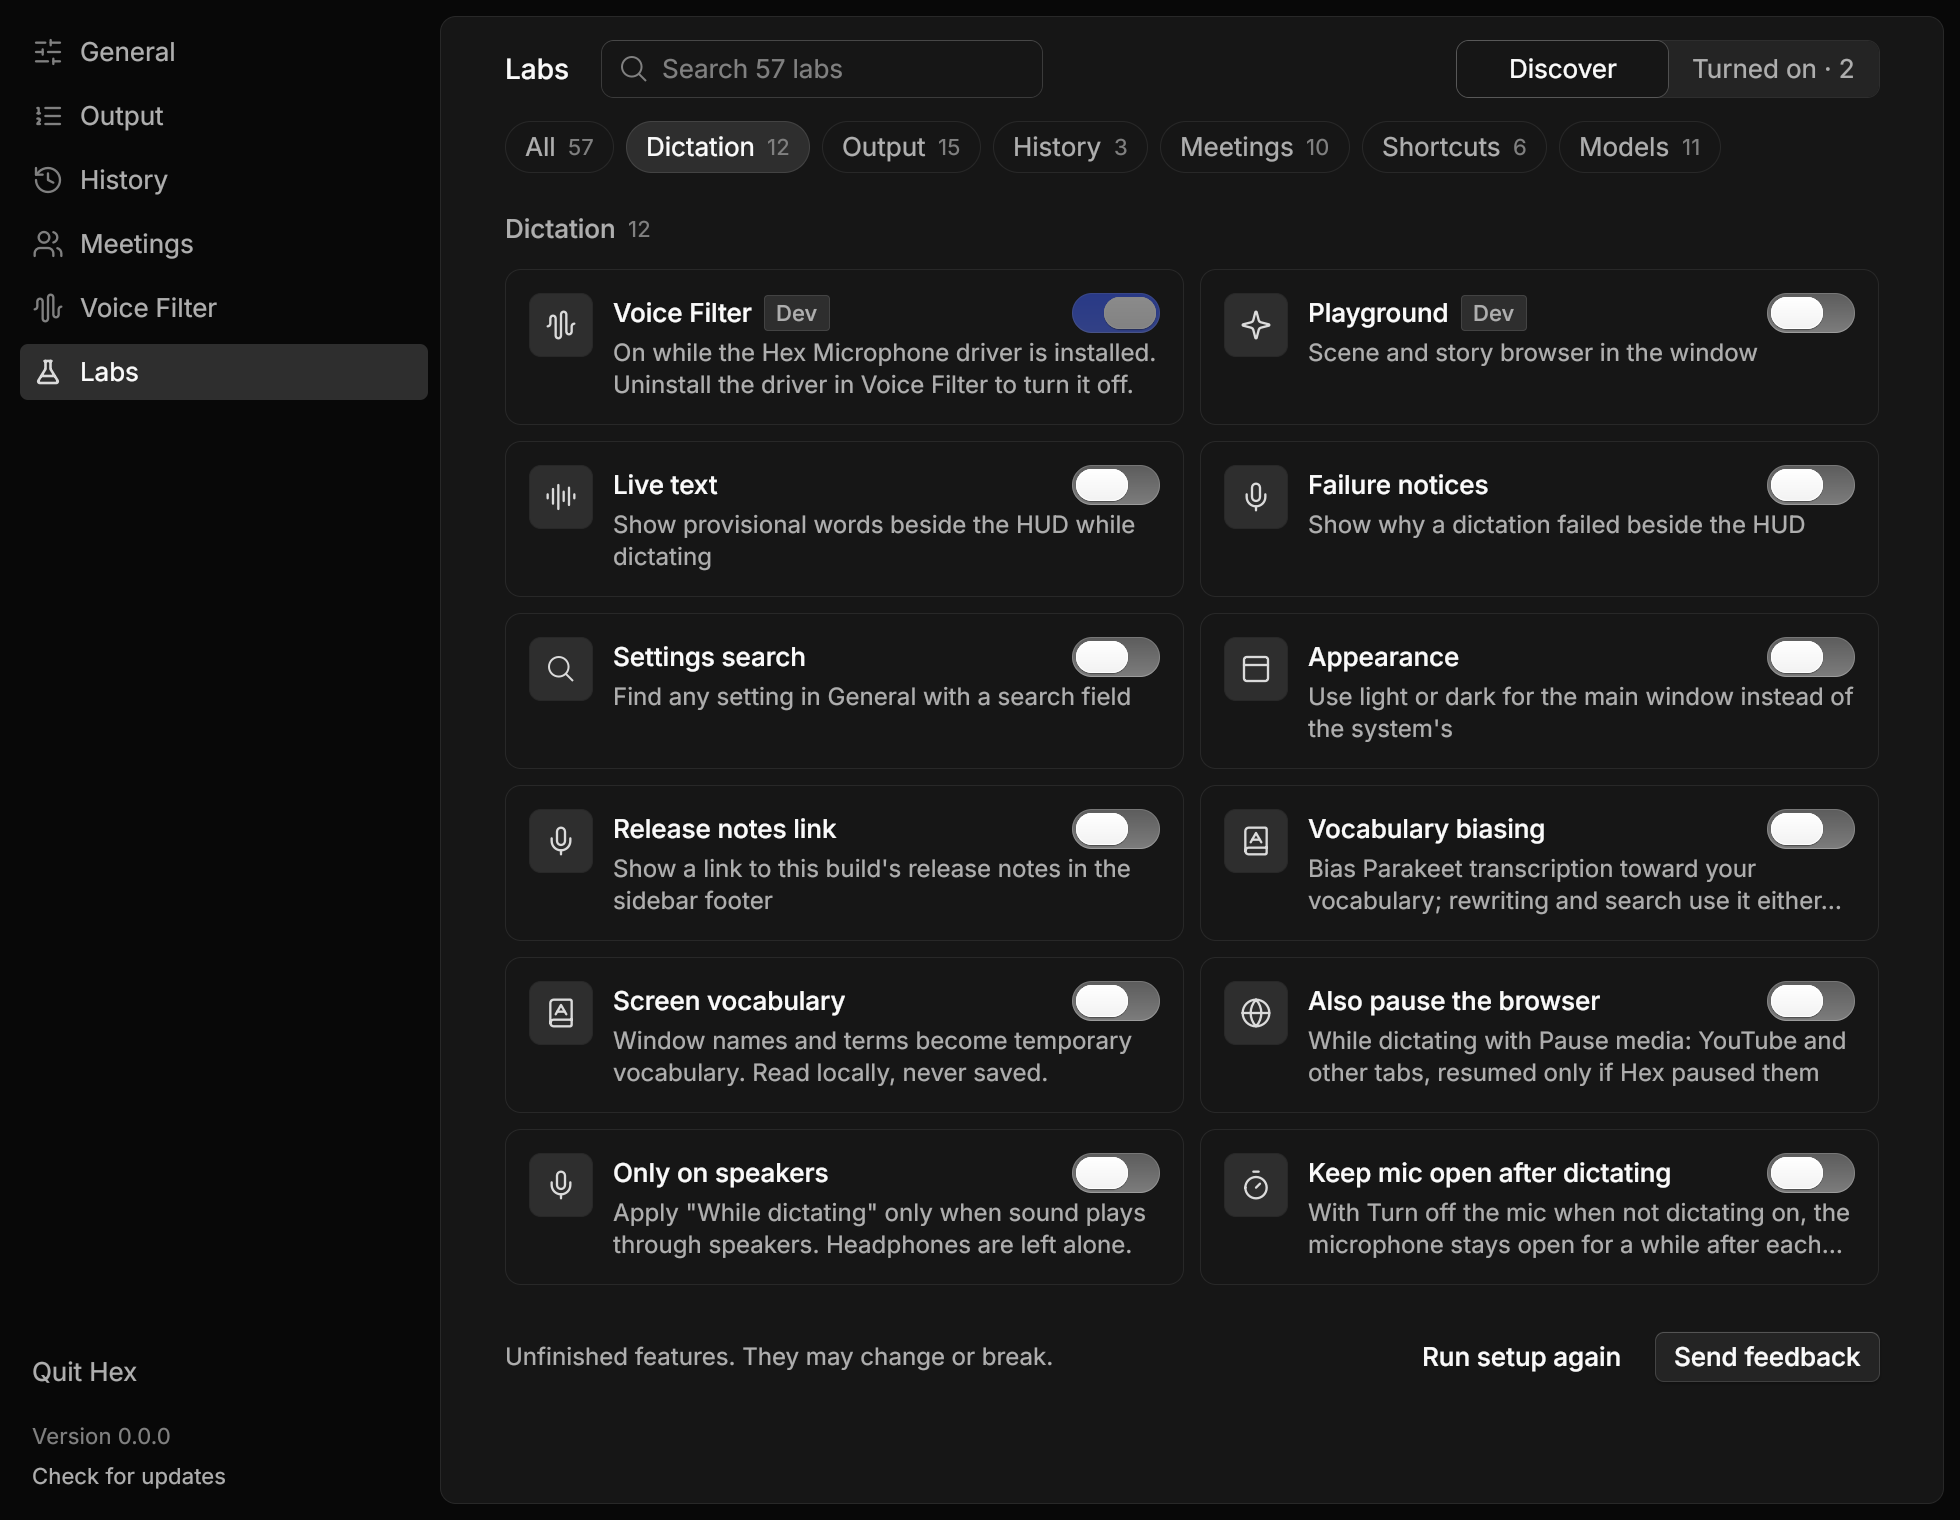 General
Output
History
Meetings
Voice Filter
Labs
Quit Hex
Version 0.0.0
Check for updates
Labs
Search 57 labs
Discover
Turned on · 2
All 57
Dictation 12
Output 15
History 3
Meetings 10
Shortcuts 6
Models 11
Dictation 12
Voice Filter Dev
On while the Hex Microphone driver is installed.
Uninstall the driver in Voice Filter to turn it off.
Playground Dev
Scene and story browser in the window
Live text
Show provisional words beside the HUD while
dictating
Failure notices
Show why a dictation failed beside the HUD
Settings search
Find any setting in General with a search field
Appearance
Use light or dark for the main window instead of
the system's
Release notes link
Show a link to this build's release notes in the
sidebar footer
Vocabulary biasing
Bias Parakeet transcription toward your
vocabulary; rewriting and search use it either...
Screen vocabulary
Window names and terms become temporary
vocabulary. Read locally, never saved.
Also pause the browser
While dictating with Pause media: YouTube and
other tabs, resumed only if Hex paused them
Only on speakers
Apply "While dictating" only when sound plays
through speakers. Headphones are left alone.
Keep mic open after dictating
With Turn off the mic when not dictating on, the
microphone stays open for a while after each...
Unfinished features. They may change or break.
Run setup again
Send feedback